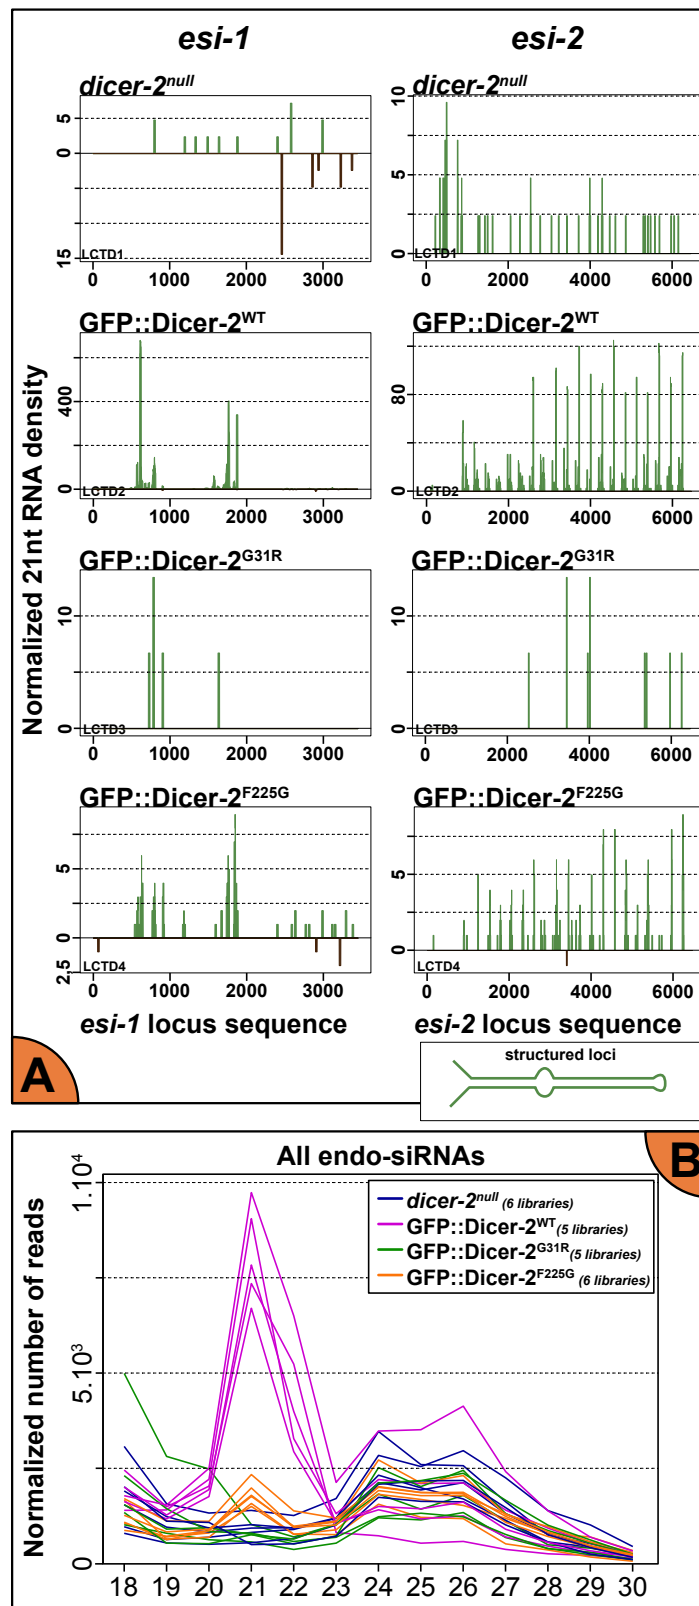 esi-1
esi-2
dicer-2null
dicer-2null
5
0
15
LCTD1
0 1000 2000 3000
10
5
0
LCTD1
0 2000 4000 6000
GFP::Dicer-2WT
GFP::Dicer-2WT
400
0
LCTD2
0 1000 2000 3000
80
0
LCTD2
0 2000 4000 6000
Normalized 21nt RNA density
GFP::Dicer-2G31R
GFP::Dicer-2G31R
10
0
LCTD3
0 1000 2000 3000
10
0
LCTD3
0 2000 4000 6000
GFP::Dicer-2F225G
GFP::Dicer-2F225G
5
0
2,5
LCTD4
0 1000 2000 3000
5
0
LCTD4
0 2000 4000 6000
esi-1 locus sequence
esi-2 locus sequence
A
structured loci
B
All endo-siRNAs
1.10⁴
5.10³
0
Normalized number of reads
dicer-2null (6 libraries)
GFP::Dicer-2WT (5 libraries)
GFP::Dicer-2G31R (5 libraries)
GFP::Dicer-2F225G (6 libraries)
18 19 20 21 22 23 24 25 26 27 28 29 30